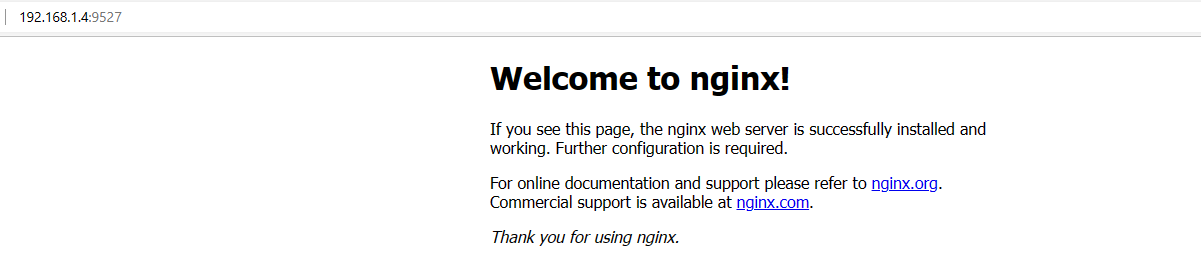 192.168.1.4:9527
Welcome to nginx!
If you see this page, the nginx web server is successfully installed and
working. Further configuration is required.
For online documentation and support please refer to nginx.org.
Commercial support is available at nginx.com.
Thank you for using nginx.